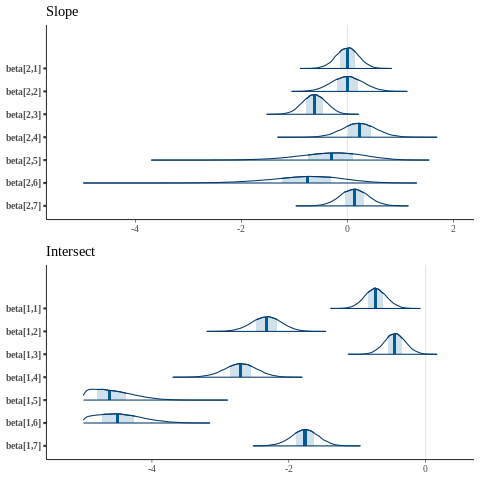 Slope
beta[2,1]
beta[2,2]
beta[2,3]
beta[2,4]
beta[2,5]
beta[2,6]
beta[2,7]
-4 -2 0 2
Intersect
beta[1,1]
beta[1,2]
beta[1,3]
beta[1,4]
beta[1,5]
beta[1,6]
beta[1,7]
-4 -2 0